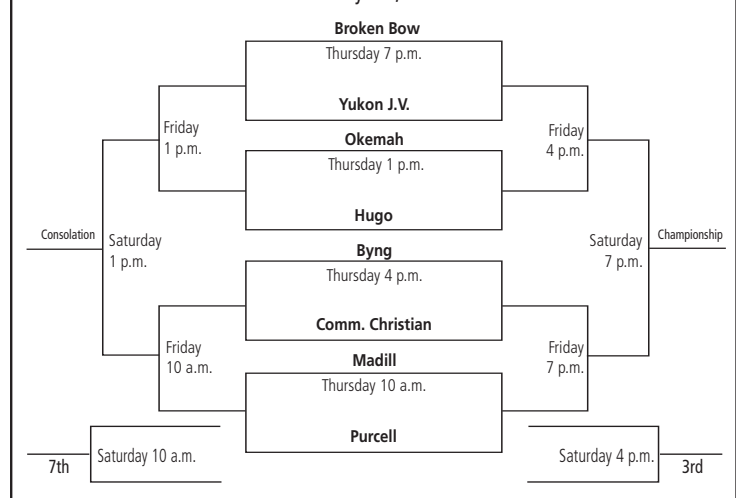 Broken Bow
Thursday 7 p.m.
Yukon J.V.
Friday
1 p.m.
Friday
4 p.m.
Okemah
Thursday 1 p.m.
Hugo
Consolation
Saturday
1 p.m.
Saturday
7 p.m.
Championship
Byng
Thursday 4 p.m.
Comm. Christian
Friday
10 a.m.
Friday
7 p.m.
Madill
Thursday 10 a.m.
Purcell
Saturday 10 a.m.
7th
Saturday 4 p.m.
3rd